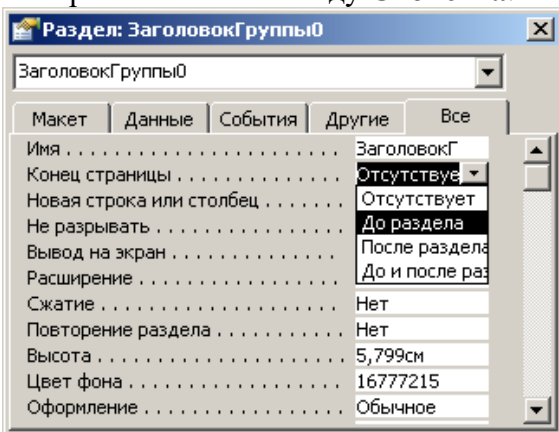 Раздел: ЗаголовокГруппы0
ЗаголовокГруппы0
Макет Данные События Другие Все
Имя . . . . . . . . . . . . . . . . . . . . . . . ЗаголовокГ
Конец страницы . . . . . . . . . . . . . . Отсутствуе
Новая строка или столбец . . . . . . . Отсутствует
Не разрывать . . . . . . . . . . . . . . . . До раздела
Вывод на экран . . . . . . . . . . . . . . После раздела
Расширение . . . . . . . . . . . . . . . . . До и после раз
Сжатие . . . . . . . . . . . . . . . . . . . . Нет
Повторение раздела . . . . . . . . . . . Нет
Высота . . . . . . . . . . . . . . . . . . . . 5,799см
Цвет фона . . . . . . . . . . . . . . . . . . 16777215
Оформление . . . . . . . . . . . . . . . . . Обычное